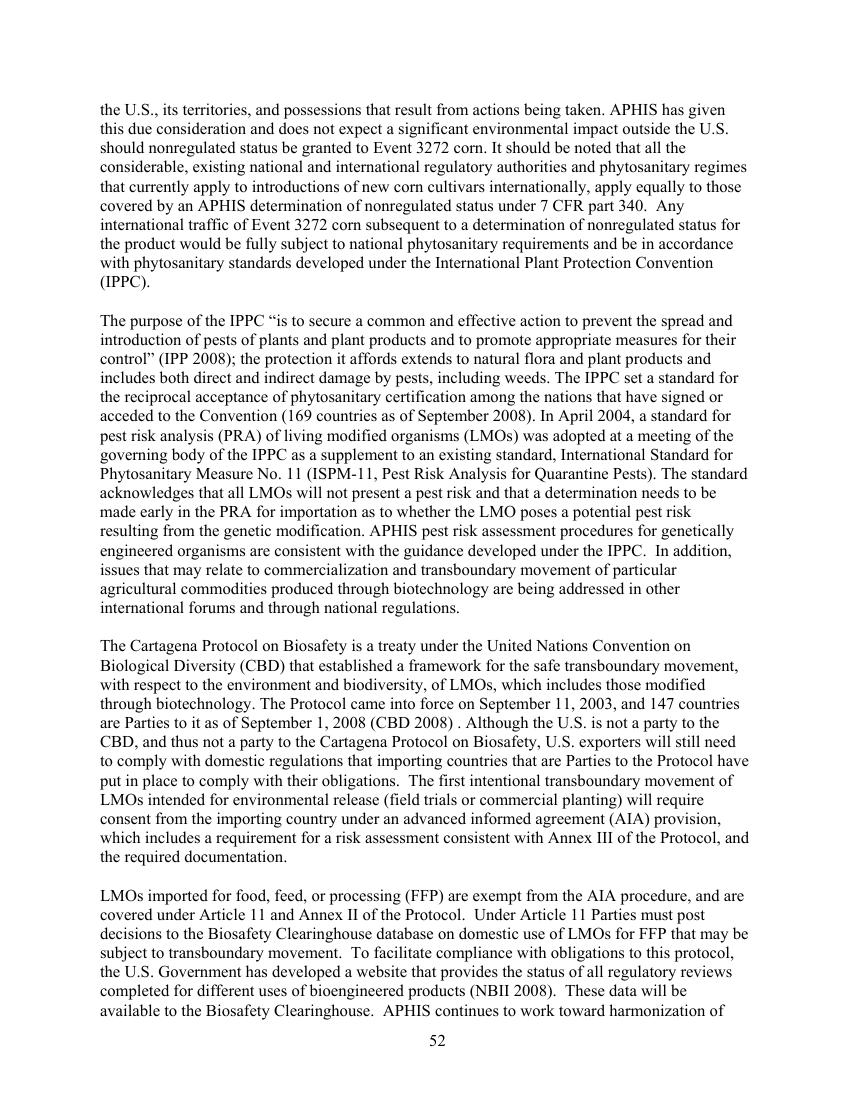 the U.S., its territories, and possessions that result from actions being taken. APHIS has given
this due consideration and does not expect a significant environmental impact outside the U.S.
should nonregulated status be granted to Event 3272 corn. It should be noted that all the
considerable, existing national and international regulatory authorities and phytosanitary regimes
that currently apply to introductions of new corn cultivars internationally, apply equally to those
covered by an APHIS determination of nonregulated status under 7 CFR part 340.  Any
international traffic of Event 3272 corn subsequent to a determination of nonregulated status for
the product would be fully subject to national phytosanitary requirements and be in accordance
with phytosanitary standards developed under the International Plant Protection Convention
(IPPC).

The purpose of the IPPC “is to secure a common and effective action to prevent the spread and
introduction of pests of plants and plant products and to promote appropriate measures for their
control” (IPP 2008); the protection it affords extends to natural flora and plant products and
includes both direct and indirect damage by pests, including weeds. The IPPC set a standard for
the reciprocal acceptance of phytosanitary certification among the nations that have signed or
acceded to the Convention (169 countries as of September 2008). In April 2004, a standard for
pest risk analysis (PRA) of living modified organisms (LMOs) was adopted at a meeting of the
governing body of the IPPC as a supplement to an existing standard, International Standard for
Phytosanitary Measure No. 11 (ISPM-11, Pest Risk Analysis for Quarantine Pests). The standard
acknowledges that all LMOs will not present a pest risk and that a determination needs to be
made early in the PRA for importation as to whether the LMO poses a potential pest risk
resulting from the genetic modification. APHIS pest risk assessment procedures for genetically
engineered organisms are consistent with the guidance developed under the IPPC.  In addition,
issues that may relate to commercialization and transboundary movement of particular
agricultural commodities produced through biotechnology are being addressed in other
international forums and through national regulations.

The Cartagena Protocol on Biosafety is a treaty under the United Nations Convention on
Biological Diversity (CBD) that established a framework for the safe transboundary movement,
with respect to the environment and biodiversity, of LMOs, which includes those modified
through biotechnology. The Protocol came into force on September 11, 2003, and 147 countries
are Parties to it as of September 1, 2008 (CBD 2008) . Although the U.S. is not a party to the
CBD, and thus not a party to the Cartagena Protocol on Biosafety, U.S. exporters will still need
to comply with domestic regulations that importing countries that are Parties to the Protocol have
put in place to comply with their obligations.  The first intentional transboundary movement of
LMOs intended for environmental release (field trials or commercial planting) will require
consent from the importing country under an advanced informed agreement (AIA) provision,
which includes a requirement for a risk assessment consistent with Annex III of the Protocol, and
the required documentation.

LMOs imported for food, feed, or processing (FFP) are exempt from the AIA procedure, and are
covered under Article 11 and Annex II of the Protocol.  Under Article 11 Parties must post
decisions to the Biosafety Clearinghouse database on domestic use of LMOs for FFP that may be
subject to transboundary movement.  To facilitate compliance with obligations to this protocol,
the U.S. Government has developed a website that provides the status of all regulatory reviews
completed for different uses of bioengineered products (NBII 2008).  These data will be
available to the Biosafety Clearinghouse.  APHIS continues to work toward harmonization of
52